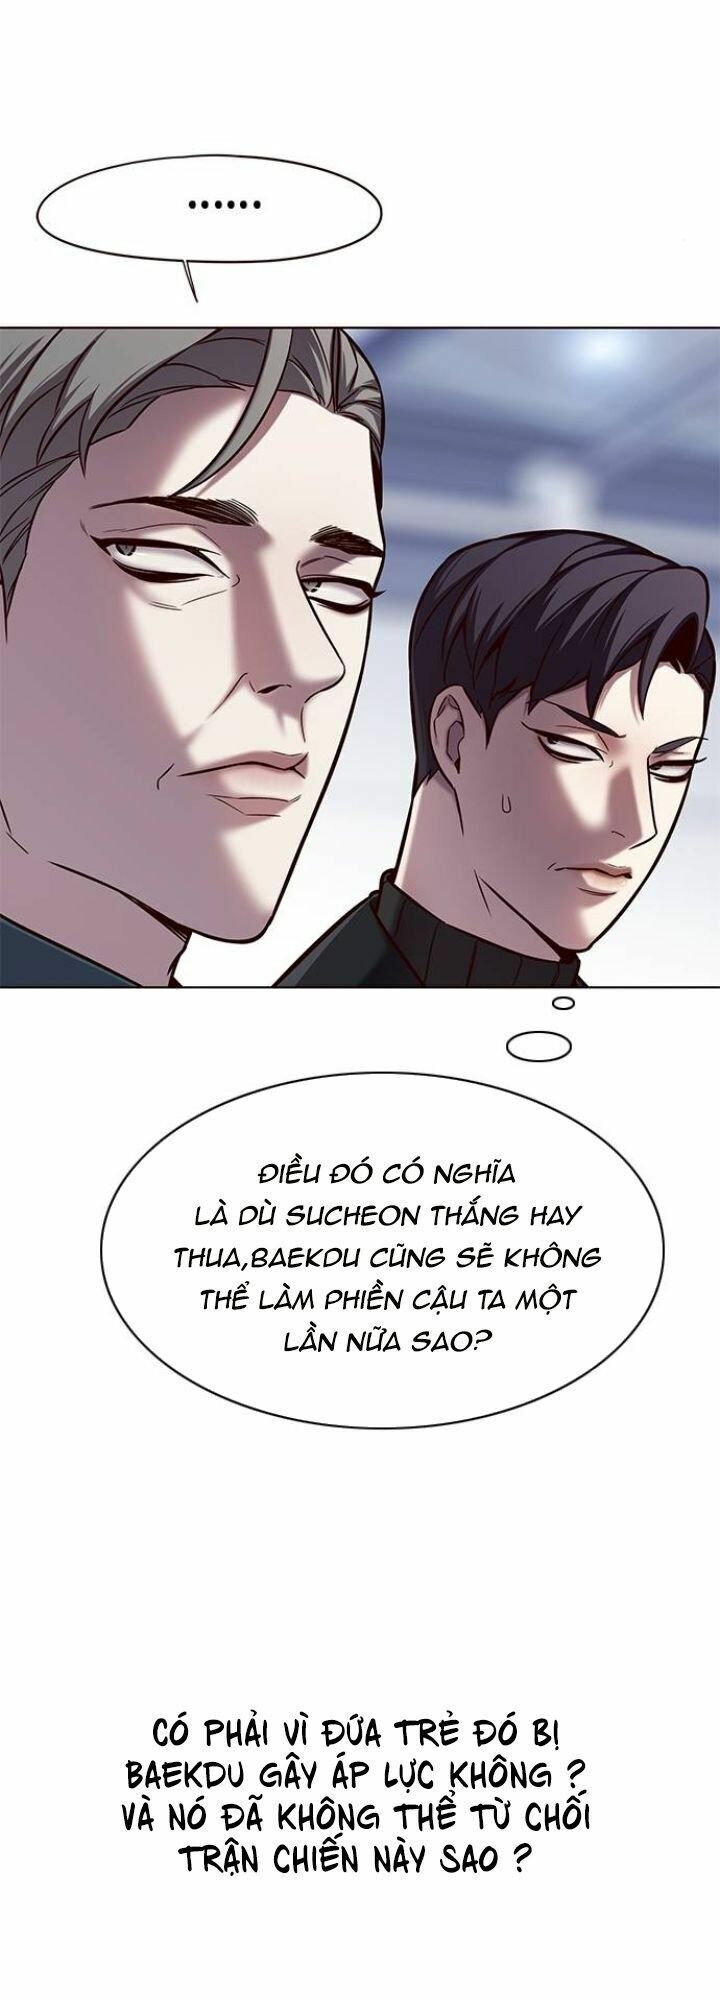 ......
ĐIỀU ĐÓ CÓ NGHĨA
LÀ DÙ SUCHEON THẮNG HAY
THUA,BAEKDU CŨNG SẼ KHÔNG
THỂ LÀM PHIỀN CẬU TA MỘT
LẦN NỮA SAO?
CÓ PHẢI VÌ ĐỨA TRẺ ĐÓ BỊ
BAEKDU GÂY ÁP LỰC KHÔNG ?
VÀ NÓ ĐÃ KHÔNG THỂ TỪ CHỐI
TRẬN CHIẾN NÀY SAO ?